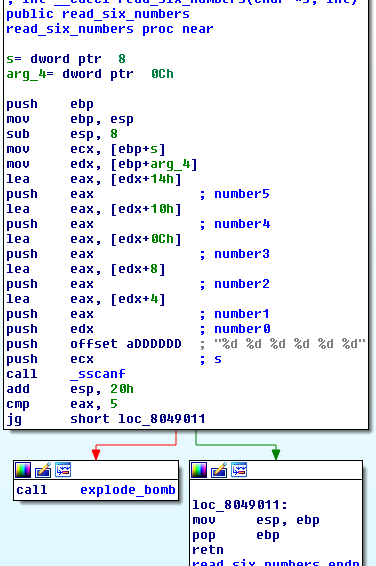 ; int __cdecl read_six_numbers(char *s, int)
public read_six_numbers
read_six_numbers proc near
s= dword ptr 8
arg_4= dword ptr 0Ch
push ebp
mov ebp, esp
sub esp, 8
mov ecx, [ebp+s]
mov edx, [ebp+arg_4]
lea eax, [edx+14h]
push eax ; number5
lea eax, [edx+10h]
push eax ; number4
lea eax, [edx+0Ch]
push eax ; number3
lea eax, [edx+8]
push eax ; number2
lea eax, [edx+4]
push eax ; number1
push edx ; number0
push offset aDDDDDD ; "%d %d %d %d %d %d"
push ecx ; s
call _sscanf
add esp, 20h
cmp eax, 5
jg short loc_8049011
call explode_bomb
loc_8049011:
mov esp, ebp
pop ebp
retn
read_six_numbers endp